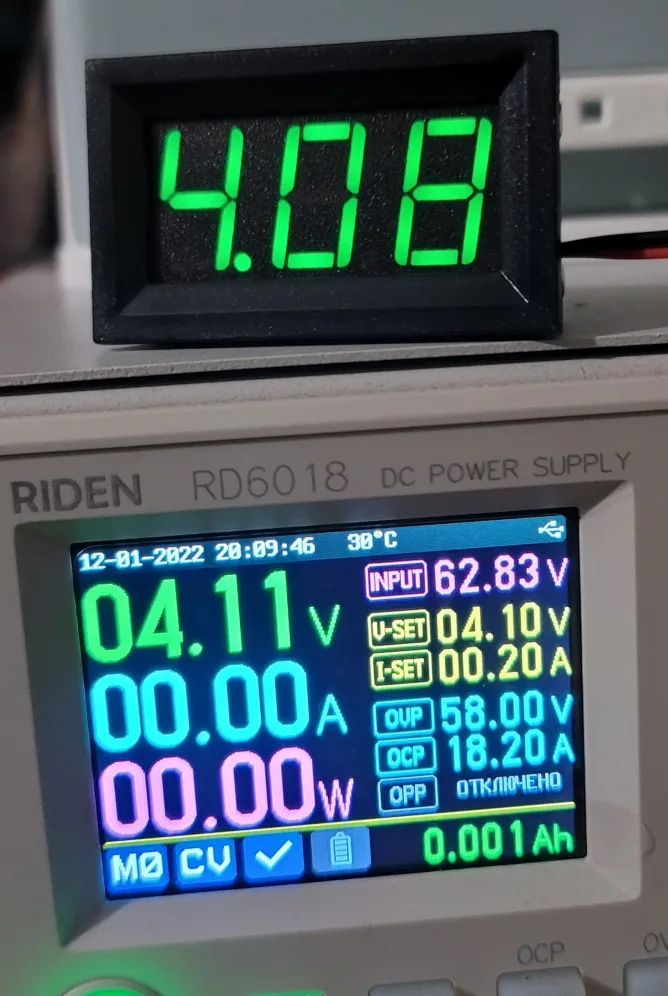 4.08
RIDEN RD6018 DC POWER SUPPLY
12-01-2022 20:09:46 30°C
04.11 V
00.00 A
00.00 W
INPUT 62.83 V
V-SET 04.10 V
I-SET 00.20 A
OVP 58.00 V
OCP 18.20 A
OPP ОТКЛЮЧЕНО
M0 CV 0.001Ah
OCP